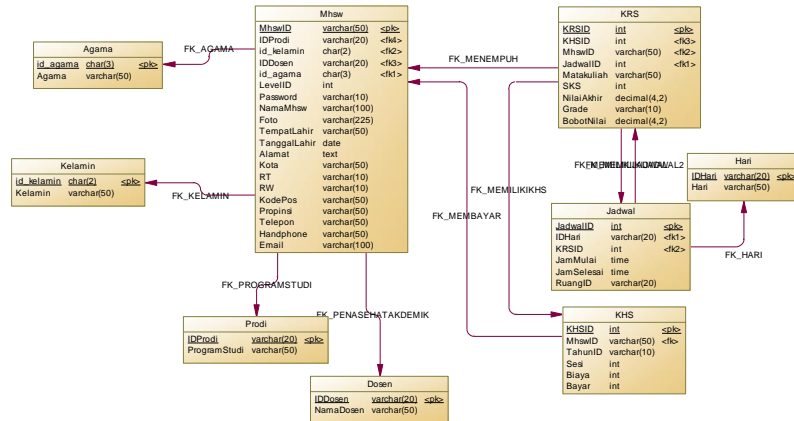 Mhsw
MhswID varchar(50) <pk>
IDProdi varchar(20) <fk4>
id_kelamin char(2) <fk2>
IDDosen varchar(20) <fk3>
id_agama char(3) <fk1>
LevelID int
Password varchar(10)
NamaMhsw varchar(100)
Foto varchar(225)
TempatLahir varchar(50)
TanggalLahir date
Alamat text
Kota varchar(50)
RT varchar(10)
RW varchar(10)
KodePos varchar(50)
Propinsi varchar(50)
Telepon varchar(50)
Handphone varchar(50)
Email varchar(100)
KRS
KRSID int <pk>
KHSID int <fk3>
MhswID varchar(50) <fk2>
JadwalID int <fk1>
Matakuliah varchar(50)
SKS int
NilaiAkhir decimal(4,2)
Grade varchar(10)
BobotNilai decimal(4,2)
FK_AGAMA
Agama
id_agama char(3) <pk>
Agama varchar(50)
FK_MENEMPUH
Kelamin
id_kelamin char(2) <pk>
Kelamin varchar(50)
FK_KELAMIN
FK_MEMILIKIKHS
FK_MEMBAYAR
Hari
IDHari varchar(20) <pk>
Hari varchar(50)
Jadwal
JadwalID int <pk>
IDHari varchar(20) <fk1>
KRSID int <fk2>
JamMulai time
JamSelesai time
RuangID varchar(20)
FK_HARI
FK_PROGRAMSTUDI
FK_PENASEHATAKDEMIK
Prodi
IDProdi varchar(20) <pk>
ProgramStudi varchar(50)
KHS
KHSID int <pk>
MhswID varchar(50) <fk>
TahunID varchar(10)
Sesi int
Biaya int
Bayar int
Dosen
IDDosen varchar(20) <pk>
NamaDosen varchar(50)